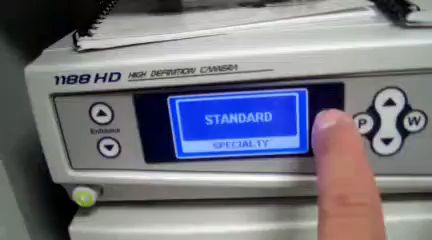 1188 HD HIGH DEFINITION CAMERA
STANDARD
SPECIALTY
Enhance
P
W